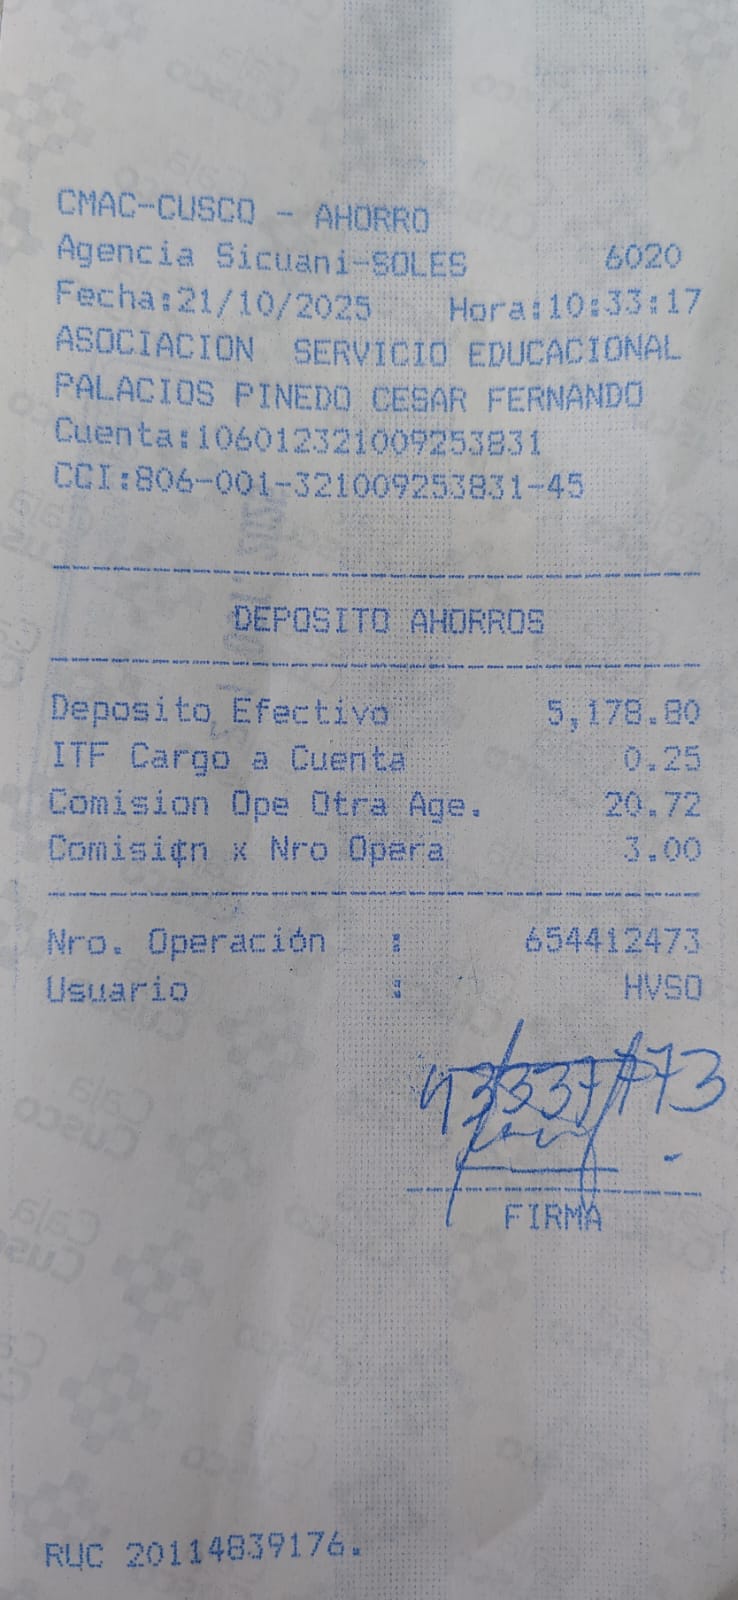 CMAC-CUSCO - AHORRO
Agencia Sicuani-SOLES 6020
Fecha:21/10/2025 Hora:10:33:17
ASOCIACION SERVICIO EDUCACIONAL
PALACIOS PINEDO CESAR FERNANDO
Cuenta:106012321009253831
CCI:806-001-321009253831-45
DEPOSITO AHORROS
Deposito Efectivo 5,178.80
ITF Cargo a Cuenta 0.25
Comision Ope Otra Age. 20.72
Comisi¢n x Nro Opera 3.00
Nro. Operación : 654412473
Usuario : HVSO
FIRMA
RUC 20114839176.